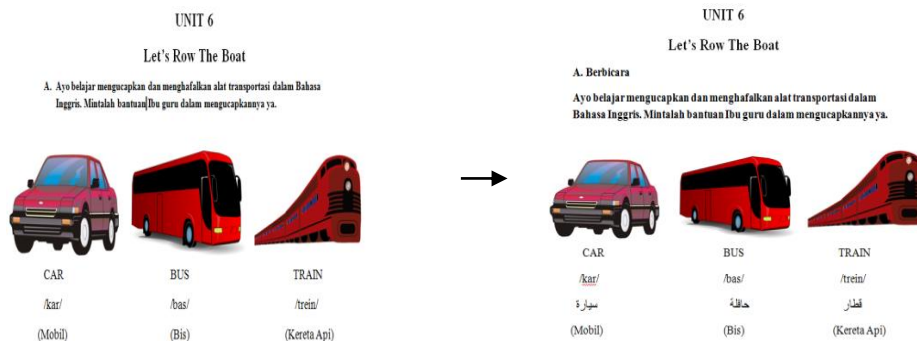 UNIT 6
Let's Row The Boat
A. Ayo belajar mengucapkan dan menghafalkan alat transportasi dalam Bahasa
Inggris. Mintalah bantuan Ibu guru dalam mengucapkannya ya.
CAR BUS TRAIN
/kar/ /bas/ /trein/
(Mobil) (Bis) (Kereta Api)
UNIT 6
Let's Row The Boat
A. Berbicara
Ayo belajar mengucapkan dan menghafalkan alat transportasi dalam
Bahasa Inggris. Mintalah bantuan Ibu guru dalam mengucapkannya ya.
CAR BUS TRAIN
/kar/ /bas/ /trein/
سيارة حافلة قطار
(Mobil) (Bis) (Kereta Api)